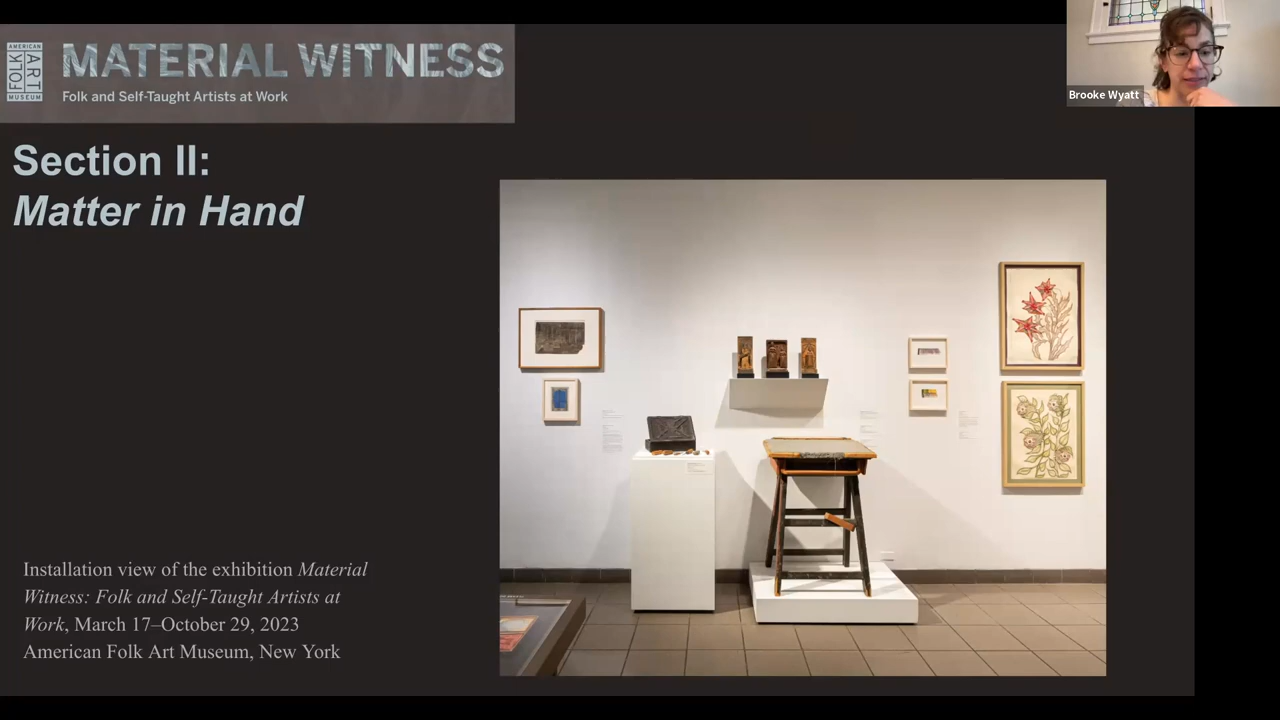 AMERICAN
FOLK
ART
MUSEUM
MATERIAL WITNESS
Folk and Self-Taught Artists at Work
Brooke Wyatt
Section II:
Matter in Hand
Installation view of the exhibition Material
Witness: Folk and Self-Taught Artists at
Work, March 17–October 29, 2023
American Folk Art Museum, New York